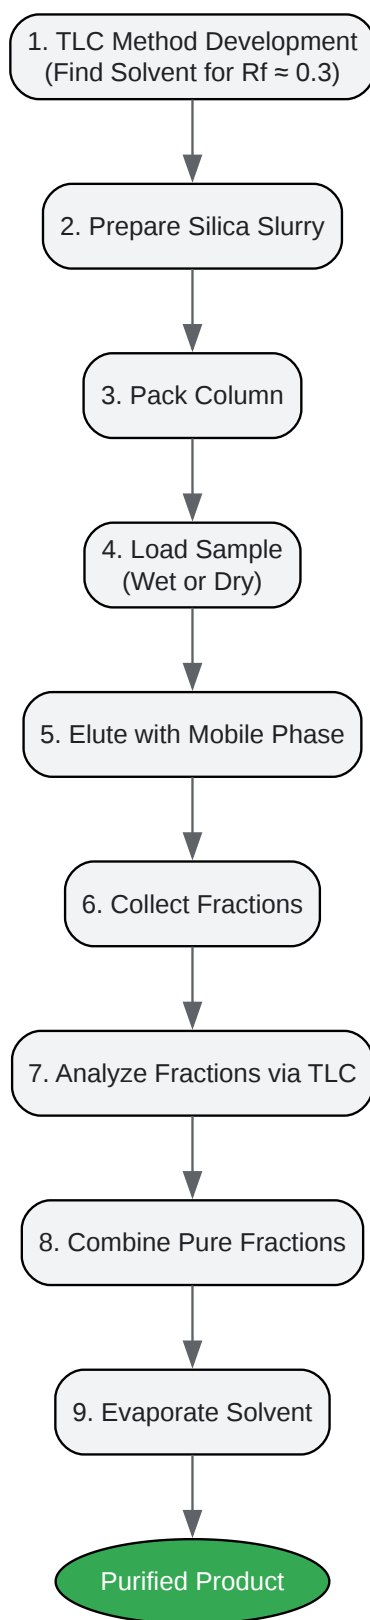 1. TLC Method Development
(Find Solvent for Rf ≈ 0.3)
2. Prepare Silica Slurry
3. Pack Column
4. Load Sample
(Wet or Dry)
5. Elute with Mobile Phase
6. Collect Fractions
7. Analyze Fractions via TLC
8. Combine Pure Fractions
9. Evaporate Solvent
Purified Product